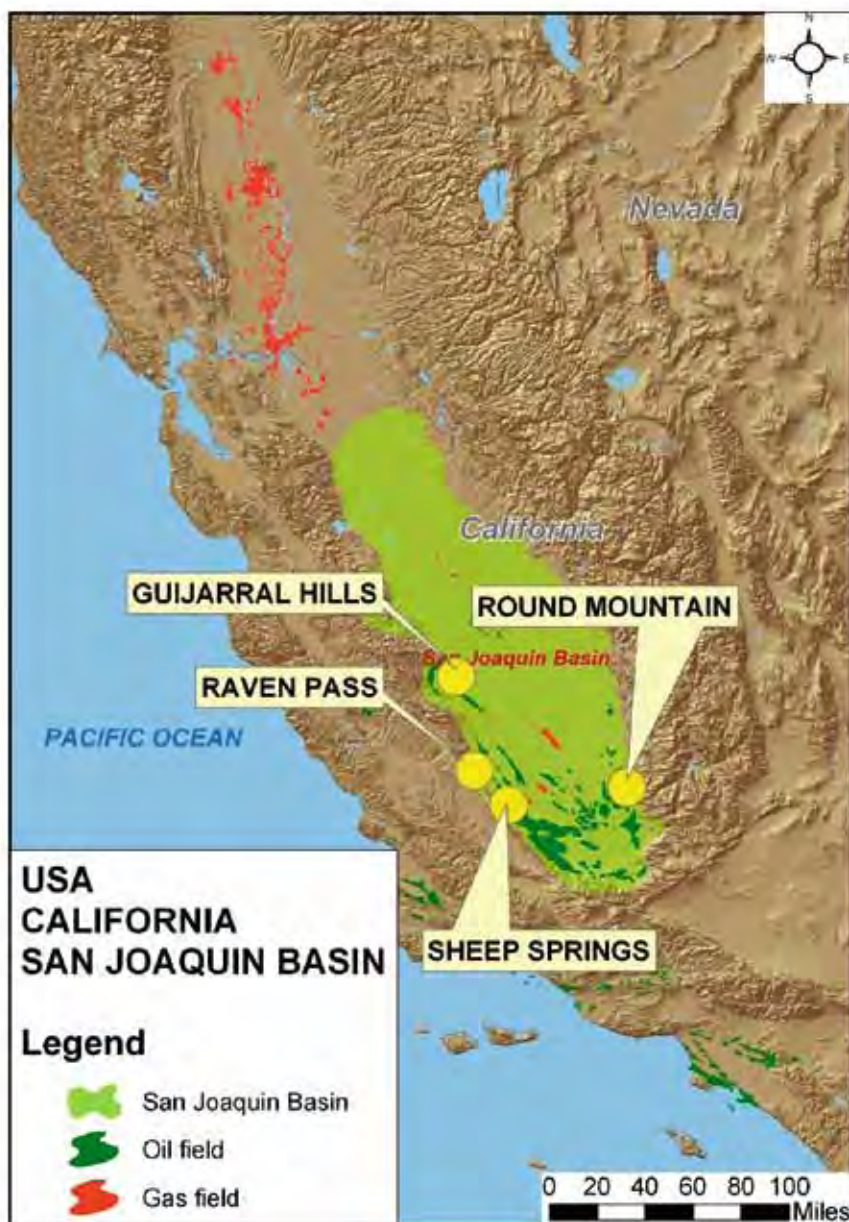 N
W E
S
Nevada
California
GUIJARRAL HILLS
ROUND MOUNTAIN
San Joaquin Basin
RAVEN PASS
PACIFIC OCEAN
SHEEP SPRINGS
USA
CALIFORNIA
SAN JOAQUIN BASIN
Legend
San Joaquin Basin
Oil field
Gas field
0 20 40 60 80 100
Miles